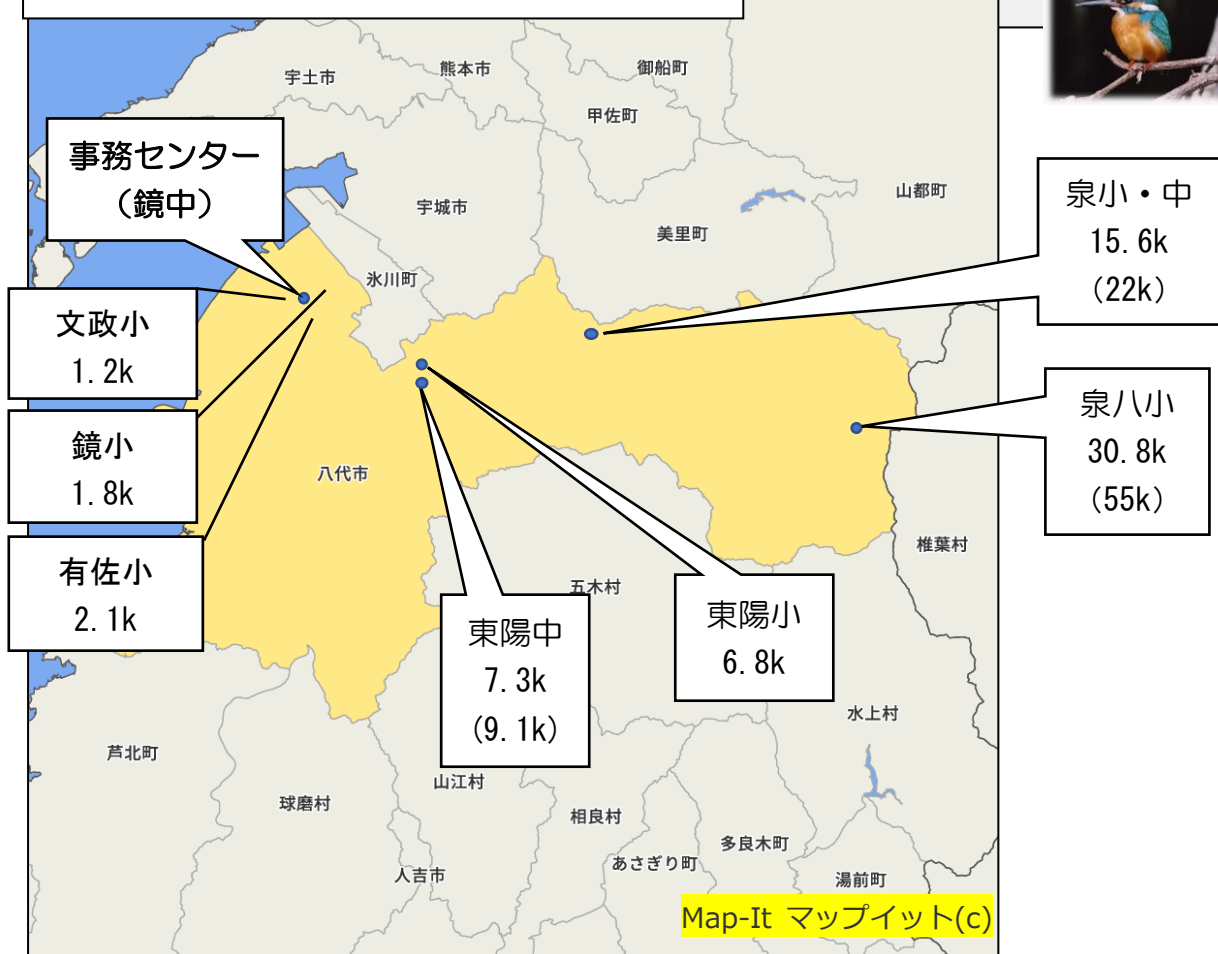 宇土市
熊本市
御船町
甲佐町
事務センター
（鏡中）
宇城市
美里町
山都町
泉小・中
15.6k
(22k)
氷川町
文政小
1.2k
鏡小
1.8k
有佐小
2.1k
八代市
泉八小
30.8k
(55k)
椎葉村
五木村
東陽中
7.3k
(9.1k)
東陽小
6.8k
水上村
芦北町
球磨村
山江村
相良村
多良木町
あさぎり町
人吉市
湯前町
Map-It マップイット(c)